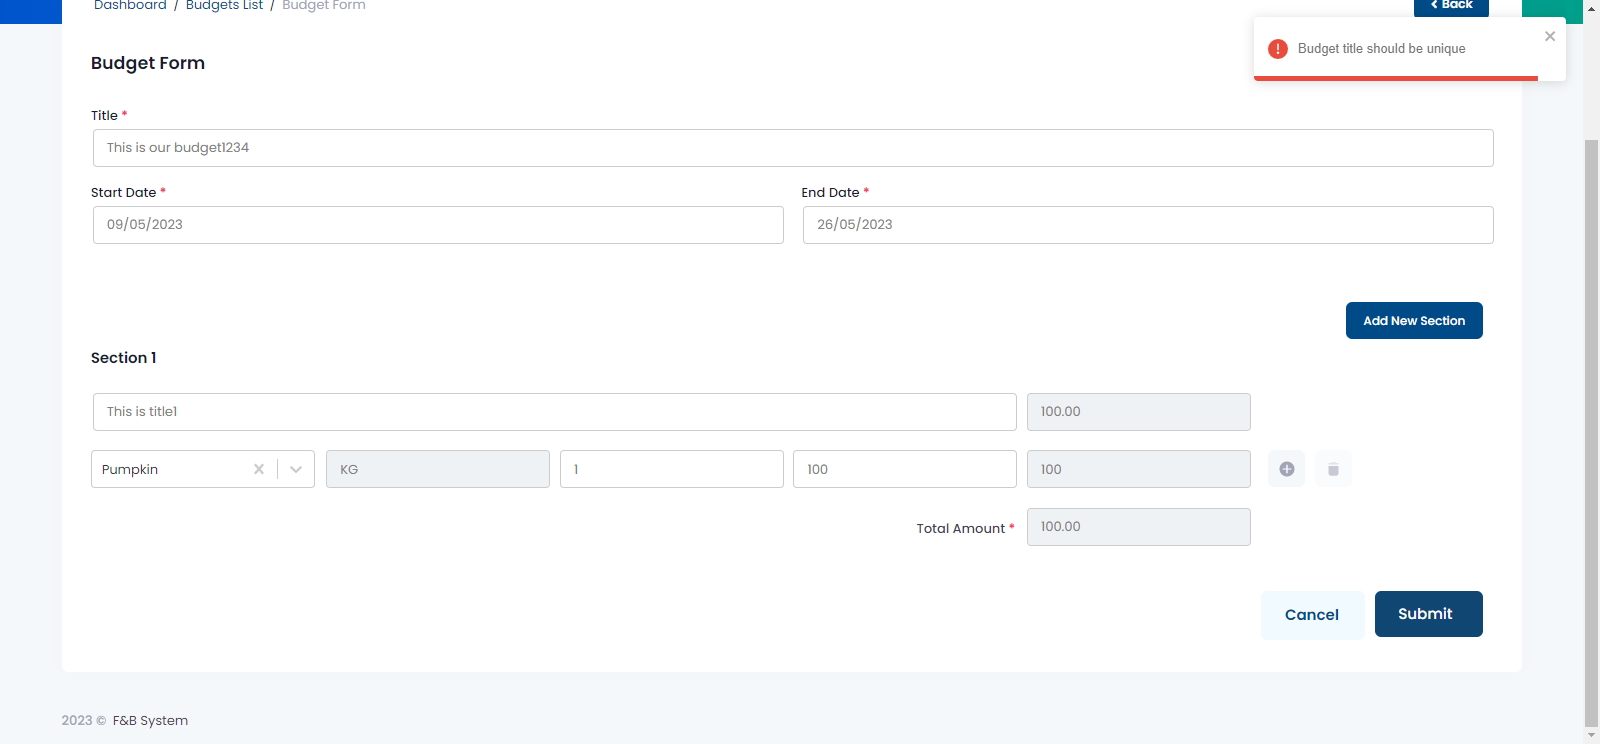 Dashboard / Budgets List / Budget Form
Back
Budget title should be unique
Budget Form
Title *
This is our budget1234
Start Date *
End Date *
09/05/2023
26/05/2023
Add New Section
Section 1
This is title1
100.00
Pumpkin
KG
1
100
100
Total Amount *
100.00
Cancel
Submit
2023 © F&B System